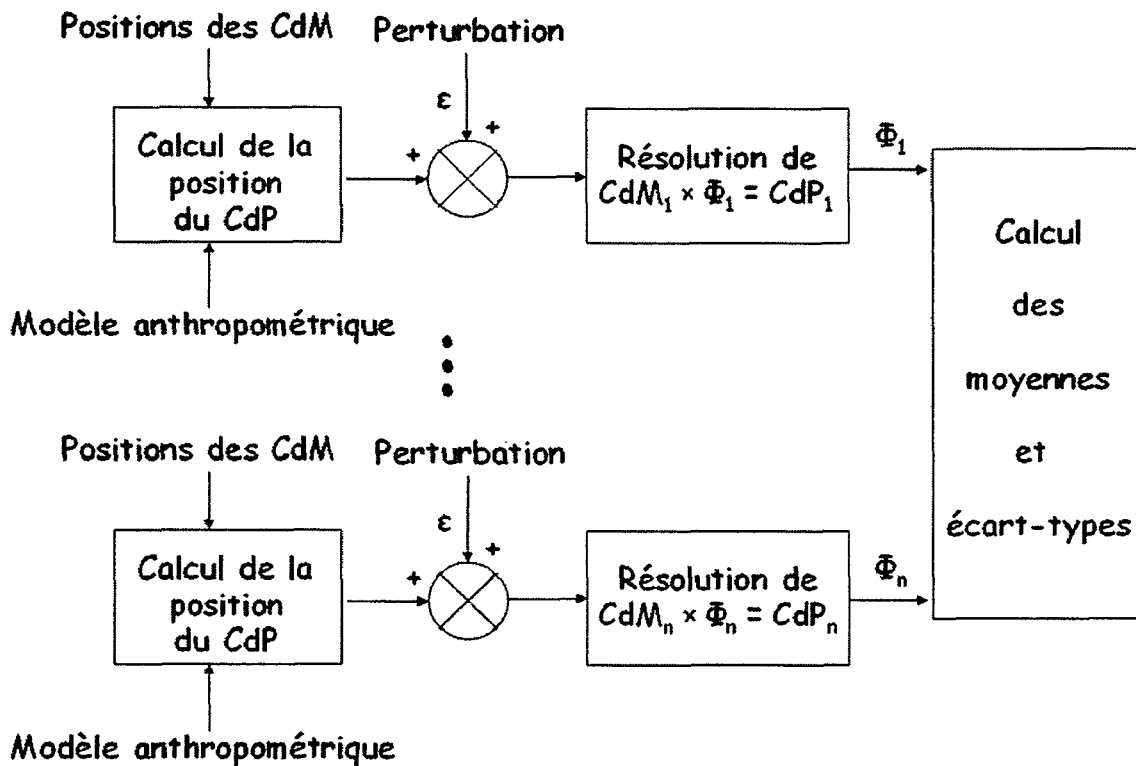 Positions des CdM
Perturbation
ε
+
+
Calcul de la
position
du CdP
Résolution de
CdM₁ × Φ₁ = CdP₁
Φ₁
Modèle anthropométrique
Calcul
des
moyennes
et
écart-types
Positions des CdM
Perturbation
ε
+
+
Calcul de la
position
du CdP
Résolution de
CdMₙ × Φₙ = CdPₙ
Φₙ
Modèle anthropométrique